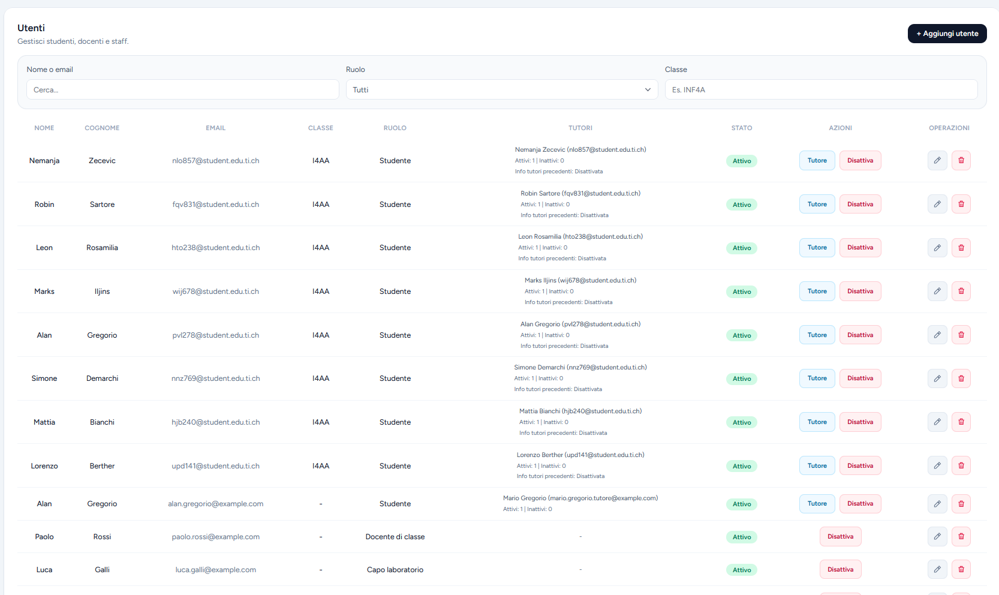 Utenti
Gestisci studenti, docenti e staff.
+ Aggiungi utente
Nome o email Ruolo Classe
Cerca... Tutti Es. INF4A
NOME COGNOME EMAIL CLASSE RUOLO TUTORI STATO AZIONI OPERAZIONI
Nemanja Zecevic nlo857@student.edu.ti.ch I4AA Studente Nemanja Zecevic (nlo857@student.edu.ti.ch) Attivo Tutore Disattiva
Attivi: 1 | Inattivi: 0
Info tutori precedenti: Disattivata
Robin Sartore fqv831@student.edu.ti.ch I4AA Studente Robin Sartore (fqv831@student.edu.ti.ch) Attivo Tutore Disattiva
Attivi: 1 | Inattivi: 0
Info tutori precedenti: Disattivata
Leon Rosamilia hto238@student.edu.ti.ch I4AA Studente Leon Rosamilia (hto238@student.edu.ti.ch) Attivo Tutore Disattiva
Attivi: 1 | Inattivi: 0
Info tutori precedenti: Disattivata
Marks Iljins wij678@student.edu.ti.ch I4AA Studente Marks Iljins (wij678@student.edu.ti.ch) Attivo Tutore Disattiva
Attivi: 1 | Inattivi: 0
Info tutori precedenti: Disattivata
Alan Gregorio pvl278@student.edu.ti.ch I4AA Studente Alan Gregorio (pvl278@student.edu.ti.ch) Attivo Tutore Disattiva
Attivi: 1 | Inattivi: 0
Info tutori precedenti: Disattivata
Simone Demarchi nnz769@student.edu.ti.ch I4AA Studente Simone Demarchi (nnz769@student.edu.ti.ch) Attivo Tutore Disattiva
Attivi: 1 | Inattivi: 0
Info tutori precedenti: Disattivata
Mattia Bianchi hjb240@student.edu.ti.ch I4AA Studente Mattia Bianchi (hjb240@student.edu.ti.ch) Attivo Tutore Disattiva
Attivi: 1 | Inattivi: 0
Info tutori precedenti: Disattivata
Lorenzo Berther upd141@student.edu.ti.ch I4AA Studente Lorenzo Berther (upd141@student.edu.ti.ch) Attivo Tutore Disattiva
Attivi: 1 | Inattivi: 0
Info tutori precedenti: Disattivata
Alan Gregorio alan.gregorio@example.com - Studente Mario Gregorio (mario.gregorio.tutore@example.com) Attivo Tutore Disattiva
Attivi: 1 | Inattivi: 0
Paolo Rossi paolo.rossi@example.com - Docente di classe - Attivo Disattiva
Luca Galli luca.galli@example.com - Capo laboratorio - Attivo Disattiva